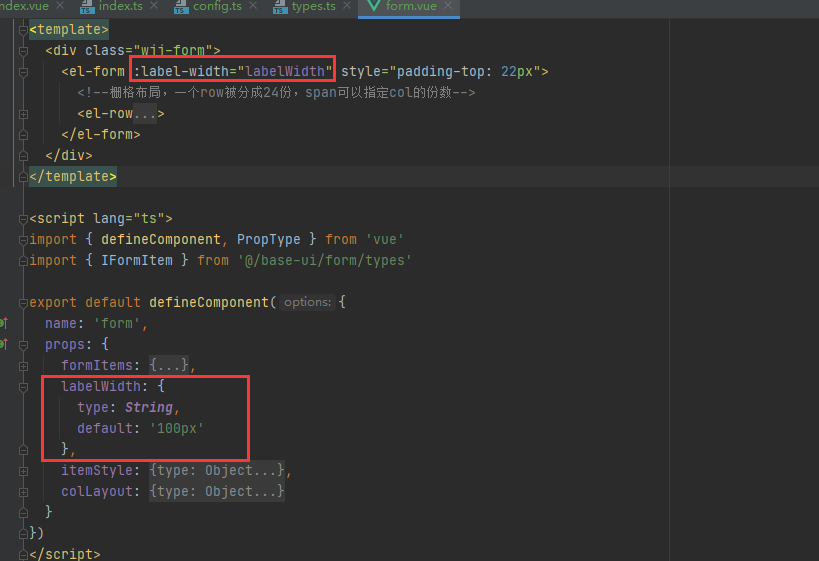 ndex.vue × index.ts × config.ts × types.ts × form.vue ×
<template>
<div class="wjj-form">
<el-form :label-width="labelWidth" style="padding-top: 22px">
<!--栅格布局，一个row被分成24份，span可以指定col的份数-->
<el-row...>
</el-form>
</div>
</template>
<script lang="ts">
import { defineComponent, PropType } from 'vue'
import { IFormItem } from '@/base-ui/form/types'
export default defineComponent( options: {
name: 'form',
props: {
formItems: {...},
labelWidth: {
type: String,
default: '100px'
},
itemStyle: {type: Object...},
colLayout: {type: Object...}
}
})
</script>